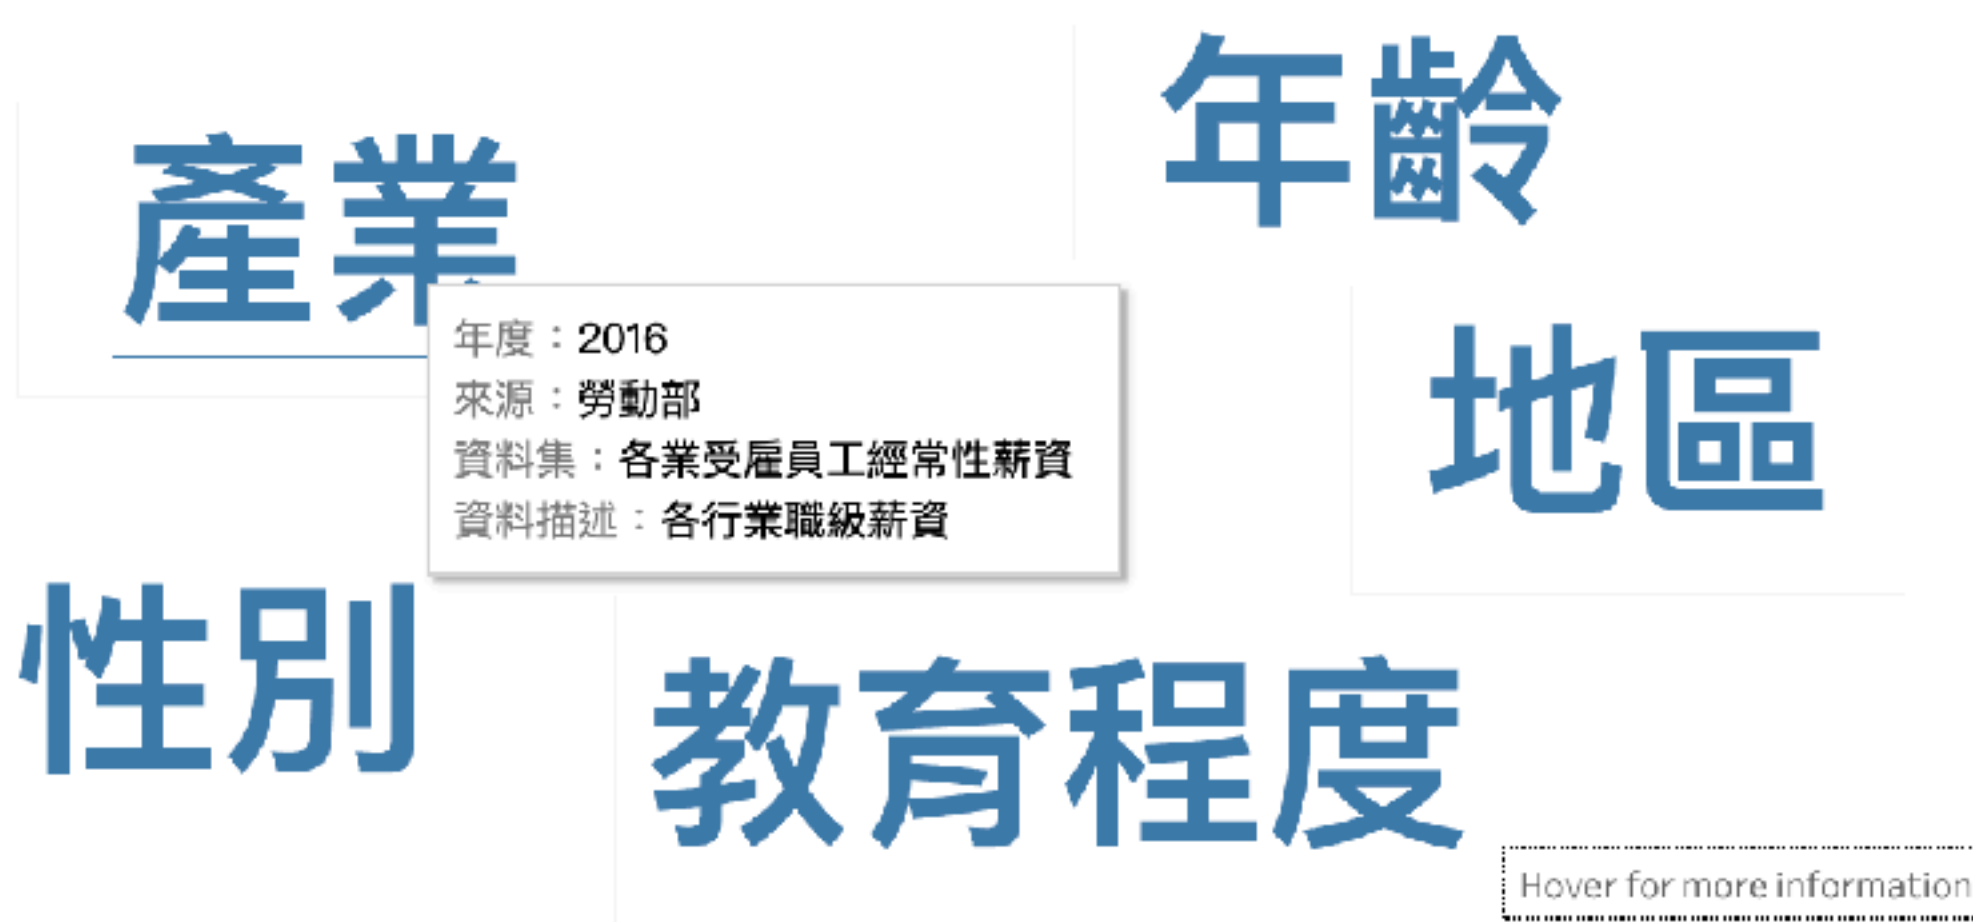 年齡
產業
年度：2016
來源：勞動部
資料集：各業受雇員工經常性薪資
資料描述：各行業職級薪資
地區
性別
教育程度
Hover for more information